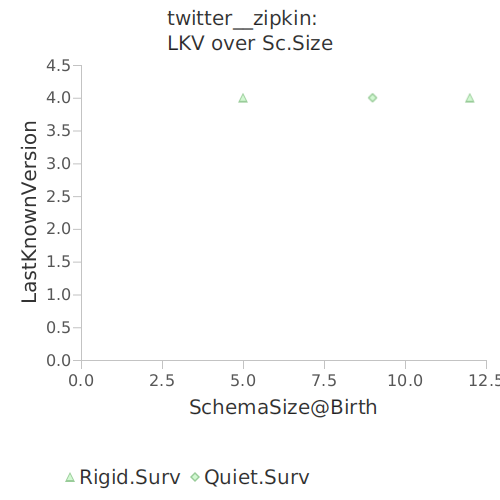 twitter__zipkin:
LKV over Sc.Size
LastKnownVersion
4.5
4.0
3.5
3.0
2.5
2.0
1.5
1.0
0.5
0.0
0.0 2.5 5.0 7.5 10.0 12.5
SchemaSize@Birth
Rigid.Surv Quiet.Surv